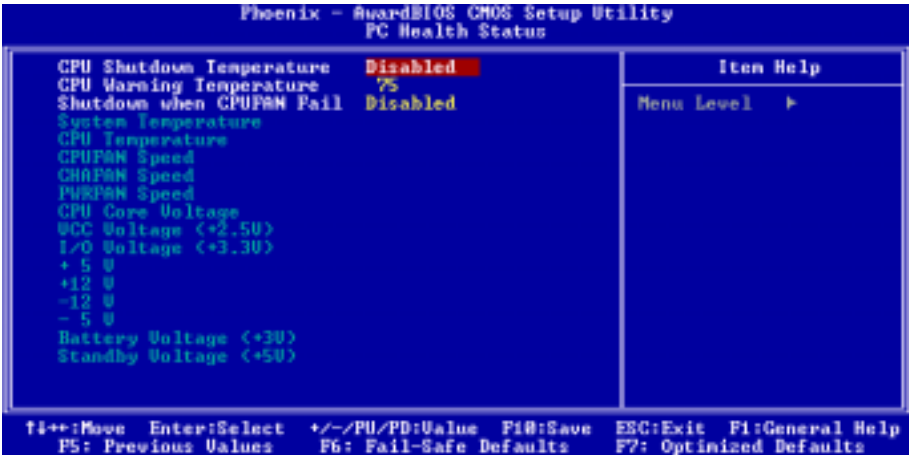 Phoenix - AwardBIOS CMOS Setup Utility
PC Health Status
CPU Shutdown Temperature Disabled
CPU Warning Temperature 75
Shutdown when CPUFAN Fail Disabled
System Temperature
CPU Temperature
CPUFAN Speed
CHAFAN Speed
PWRFAN Speed
CPU Core Voltage
VCC Voltage (+2.5V)
I/O Voltage (+3.3V)
+ 5 V
+12 V
-12 V
- 5 V
Battery Voltage (+3V)
Standby Voltage (+5V)
Item Help
Menu Level ▸
↑↓←→:Move Enter:Select +/-/PU/PD:Value F10:Save ESC:Exit F1:General Help
F5: Previous Values F6: Fail-Safe Defaults F7: Optimized Defaults